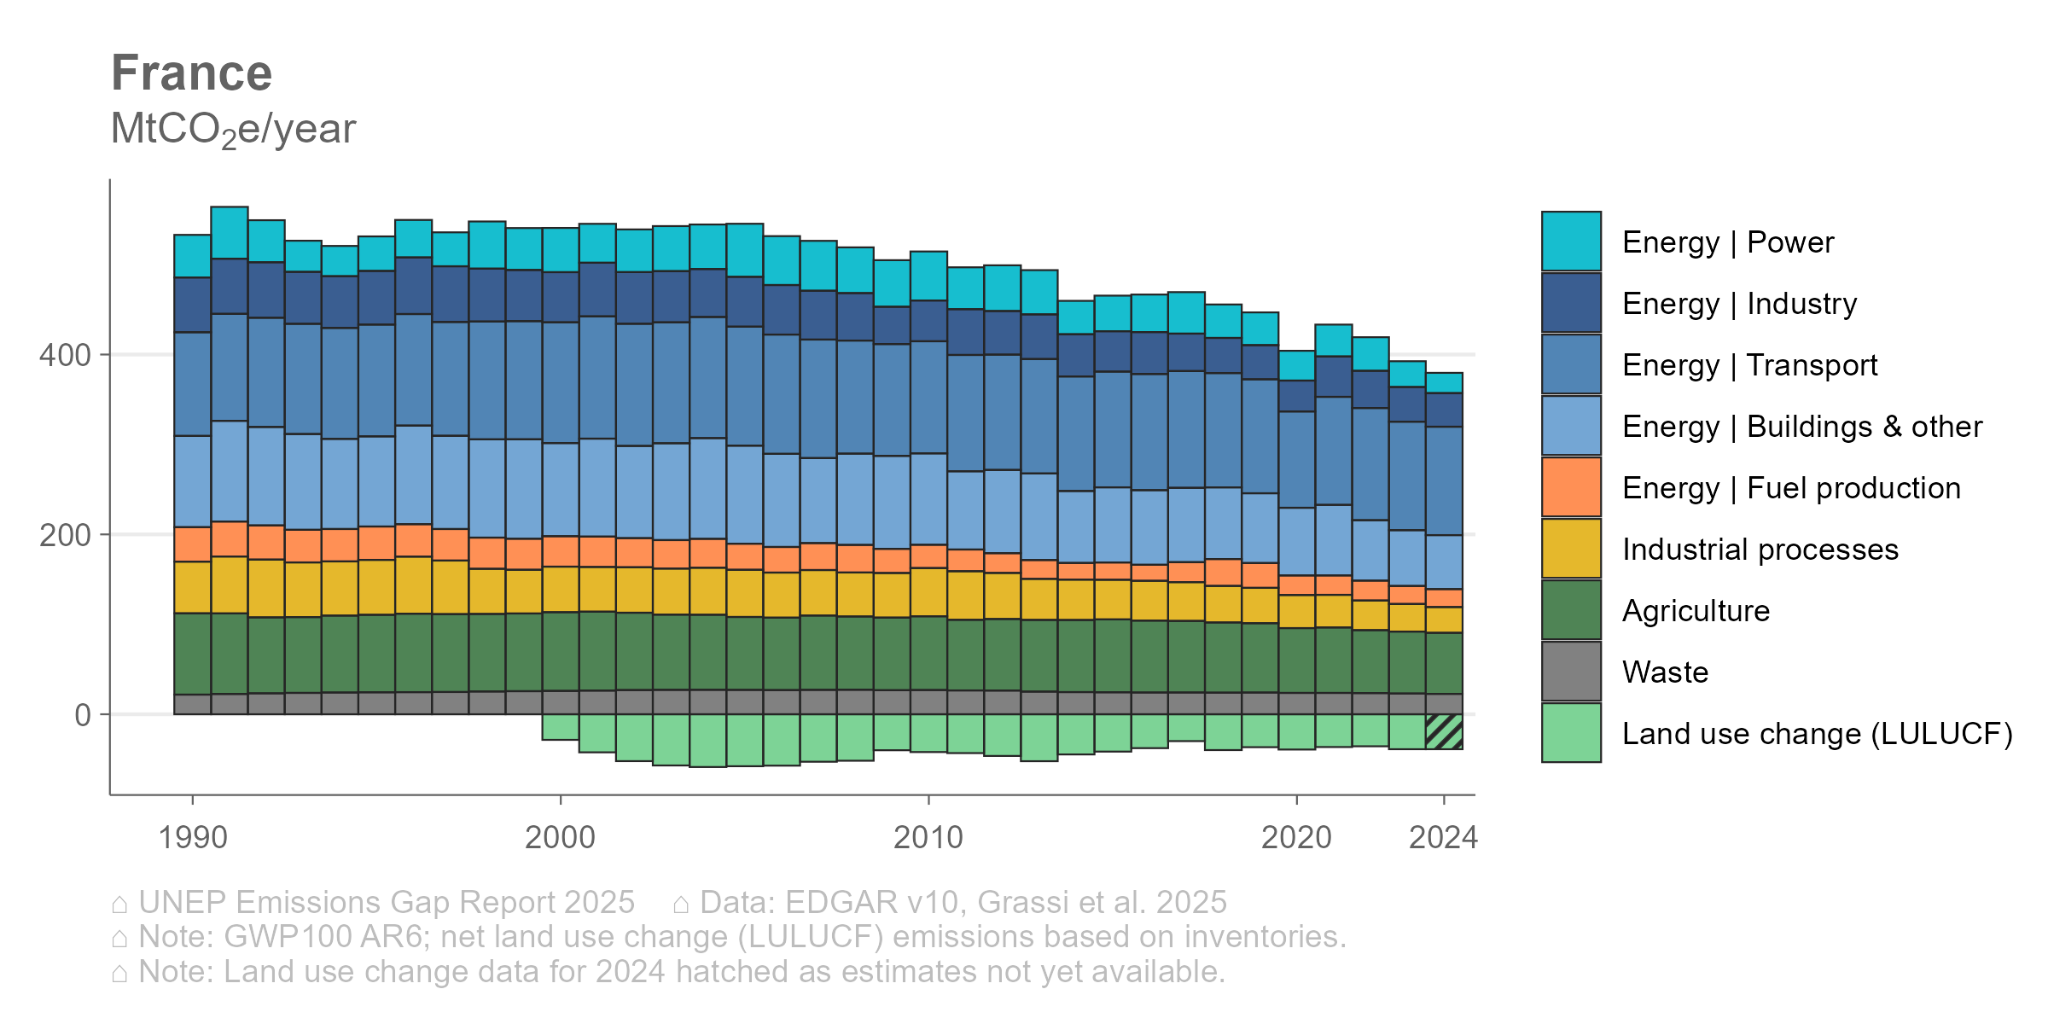 France
MtCO₂e/year
400
200
0
1990 2000 2010 2020 2024
Energy | Power
Energy | Industry
Energy | Transport
Energy | Buildings & other
Energy | Fuel production
Industrial processes
Agriculture
Waste
Land use change (LULUCF)
⌂ UNEP Emissions Gap Report 2025 ⌂ Data: EDGAR v10, Grassi et al. 2025
⌂ Note: GWP100 AR6; net land use change (LULUCF) emissions based on inventories.
⌂ Note: Land use change data for 2024 hatched as estimates not yet available.